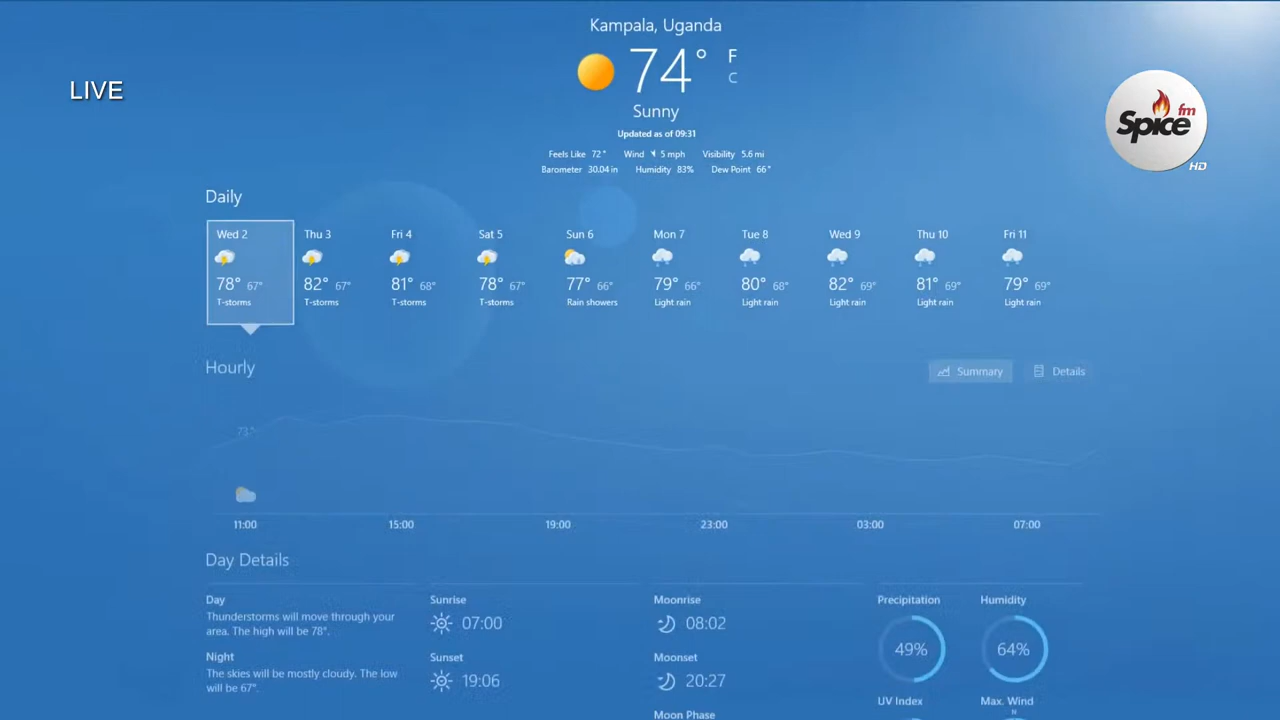 Kampala, Uganda
LIVE
74° F
C
Sunny
Updated as of 09:31
Spice fm
HD
Feels Like 72° Wind 5 mph Visibility 5.6 mi
Barometer 30.04 in Humidity 83% Dew Point 66°
Daily
Wed 2 Thu 3 Fri 4 Sat 5 Sun 6 Mon 7 Tue 8 Wed 9 Thu 10 Fri 11
78° 67° 82° 67° 81° 68° 78° 67° 77° 66° 79° 66° 80° 68° 82° 69° 81° 69° 79° 69°
T-storms T-storms T-storms T-storms Rain showers Light rain Light rain Light rain Light rain Light rain
Hourly
Summary Details
73°
11:00 15:00 19:00 23:00 03:00 07:00
Day Details
Day
Thunderstorms will move through your
area. The high will be 78°.
Night
The skies will be mostly cloudy. The low
will be 67°.
Sunrise
07:00
Sunset
19:06
Moonrise
08:02
Moonset
20:27
Moon Phase
Precipitation Humidity
49% 64%
UV Index Max. Wind
N